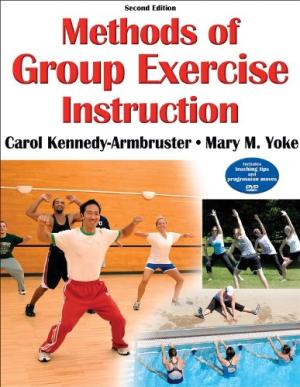 Second Edition
Methods of
Group Exercise
Instruction
Carol Kennedy-Armbruster • Mary M. Yoke
Includes
teaching tips
and
progression moves
DVD